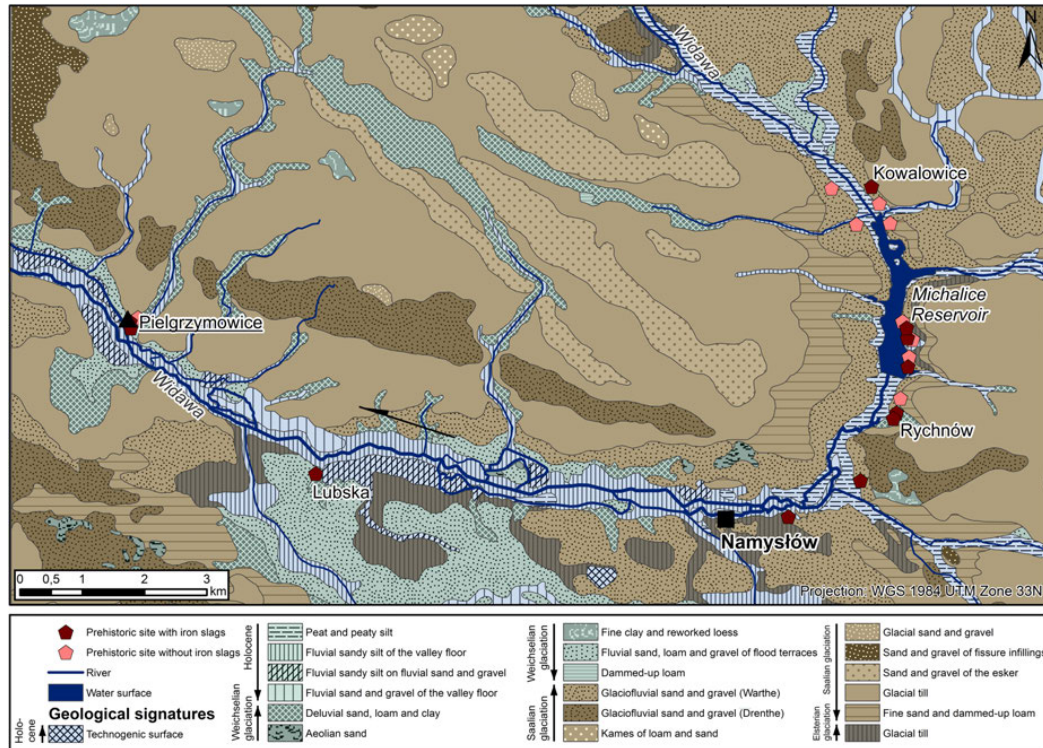 Widawa
N
Kowalowice
Michalice
Reservoir
Pielgrzymowice
Widawa
Rychnów
Lubska
Namysłów
0 0,5 1 2 3
km
Projection: WGS 1984 UTM Zone 33N
Prehistoric site with iron slags
Prehistoric site without iron slags
River
Water surface
Geological signatures
Holo-
cene
Technogenic surface
Holocene
Peat and peaty silt
Fluvial sandy silt of the valley floor
Fluvial sandy silt on fluvial sand and gravel
Fluvial sand and gravel of the valley floor
Weichselian
glaciation
Deluvial sand, loam and clay
Aeolian sand
Weichselian
glaciation
Fine clay and reworked loess
Fluvial sand, loam and gravel of flood terraces
Dammed-up loam
Saalian
glaciation
Glaciofluvial sand and gravel (Warthe)
Glaciofluvial sand and gravel (Drenthe)
Kames of loam and sand
Saalian glaciation
Glacial sand and gravel
Sand and gravel of fissure infillings
Sand and gravel of the esker
Glacial till
Fine sand and dammed-up loam
Elsterian
glaciation
Glacial till